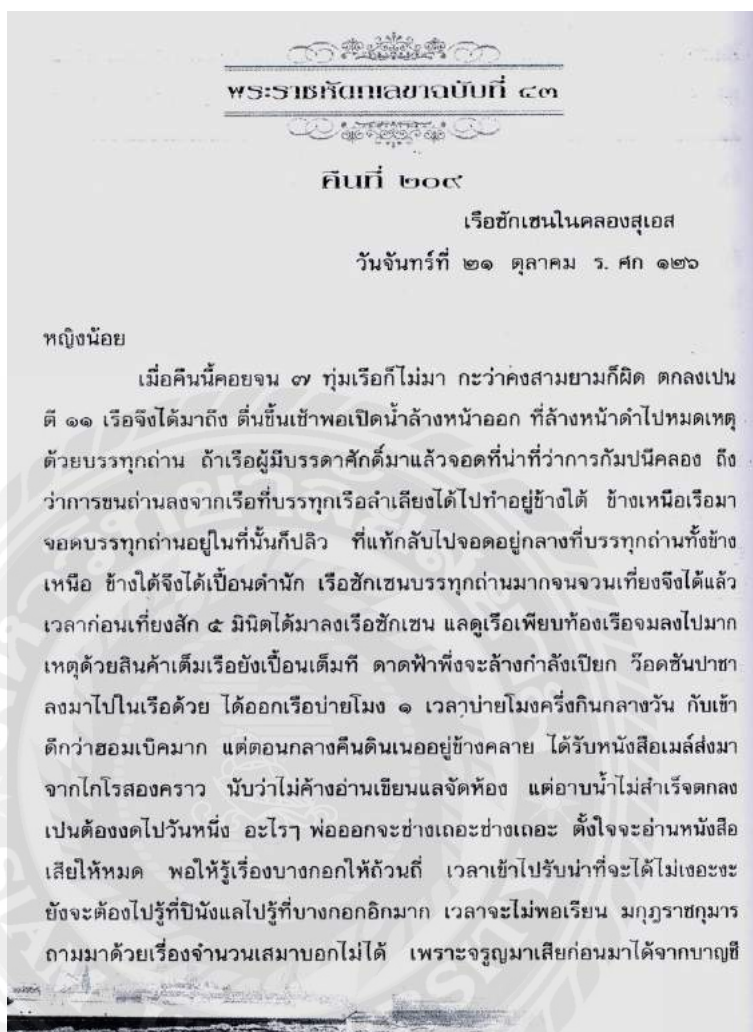 พระราชหัตถเลขาฉบับที่ ๔๓
คืนที่ ๒๐๙
เรือซักเซนในคลองสุเอส
วันจันทร์ที่ ๒๑ ตุลาคม ร. ศก ๑๒๖
หญิงน้อย
เมื่อคืนนี้คอยจน ๗ ทุ่มเรือก็ไม่มา กะว่าคงสามยามก็ผิด ตกลงเปน
ตี ๑๑ เรือจึงได้มาถึง ตื่นขึ้นเช้าพอเปิดน้ำล้างหน้าออก ที่ล้างหน้าดำไปหมดเหตุ
ด้วยบรรทุกถ่าน ถ้าเรือผู้มีบรรดาศักดิ์มาแล้วจอดที่น่าที่ว่าการกัมปนีคลอง ถึง
ว่าการขนถ่านลงจากเรือที่บรรทุกเรือลำเลียงได้ไปทำอยู่ข้างใต้ ข้างเหนือเรือมา
จอดบรรทุกถ่านอยู่ในที่นั้นก็ปลิว ที่แท้กลับไปจอดอยู่กลางที่บรรทุกถ่านทั้งข้าง
เหนือ ข้างใต้จึงได้เปื้อนดำนัก เรือซักเซนบรรทุกถ่านมากจนจวนเที่ยงจึงได้แล้ว
เวลาก่อนเที่ยงสัก ๕ มินิตได้มาลงเรือซักเซน แลดูเรือเพียบท้องเรือจมลงไปมาก
เหตุด้วยสินค้าเต็มเรือยังเปื้อนเต็มที ดาดฟ้าพึ่งจะล้างกำลังเปียก ว๊อดซันปาชา
ลงมาไปในเรือด้วย ได้ออกเรือบ่ายโมง ๑ เวลาบ่ายโมงครึ่งกินกลางวัน กับเข้า
ดีกว่าฮอมเบิคมาก แต่ตอนกลางคืนดินเนออยู่ข้างคลาย ได้รับหนังสือเมล์ส่งมา
จากไกโรสองคราว นับว่าไม่ค้างอ่านเขียนแลจัดห้อง แต่อาบน้ำไม่สำเร็จตกลง
เปนต้องงดไปวันหนึ่ง อะไรๆ พ่อออกจะช่างเถอะช่างเถอะ ตั้งใจจะอ่านหนังสือ
เสียให้หมด พอให้รู้เรื่องบางกอกให้ถ้วนถี่ เวลาเข้าไปรับน่าที่จะได้ไม่เงอะงะ
ยังจะต้องไปรู้ที่ปินังแลไปรู้ที่บางกอกอิกมาก เวลาจะไม่พอเรียน มกุฎราชกุมาร
ถามมาด้วยเรื่องจำนวนเสมาบอกไม่ได้ เพราะจรูญมาเสียก่อนมาได้จากบาญชี